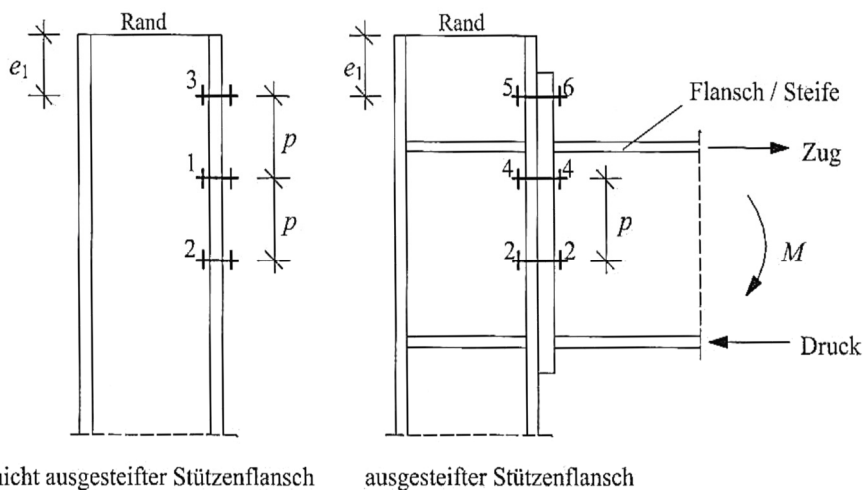 Rand
e₁
3
p
1
p
2
nicht ausgesteifter Stützenflansch
Rand
e₁
5 6
Flansch / Steife
Zug
4 4
p
M
2 2
Druck
ausgesteifter Stützenflansch